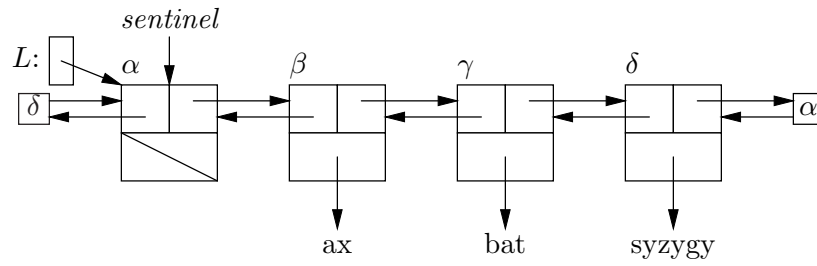 sentinel
L: α β γ δ
δ α
ax bat syzygy